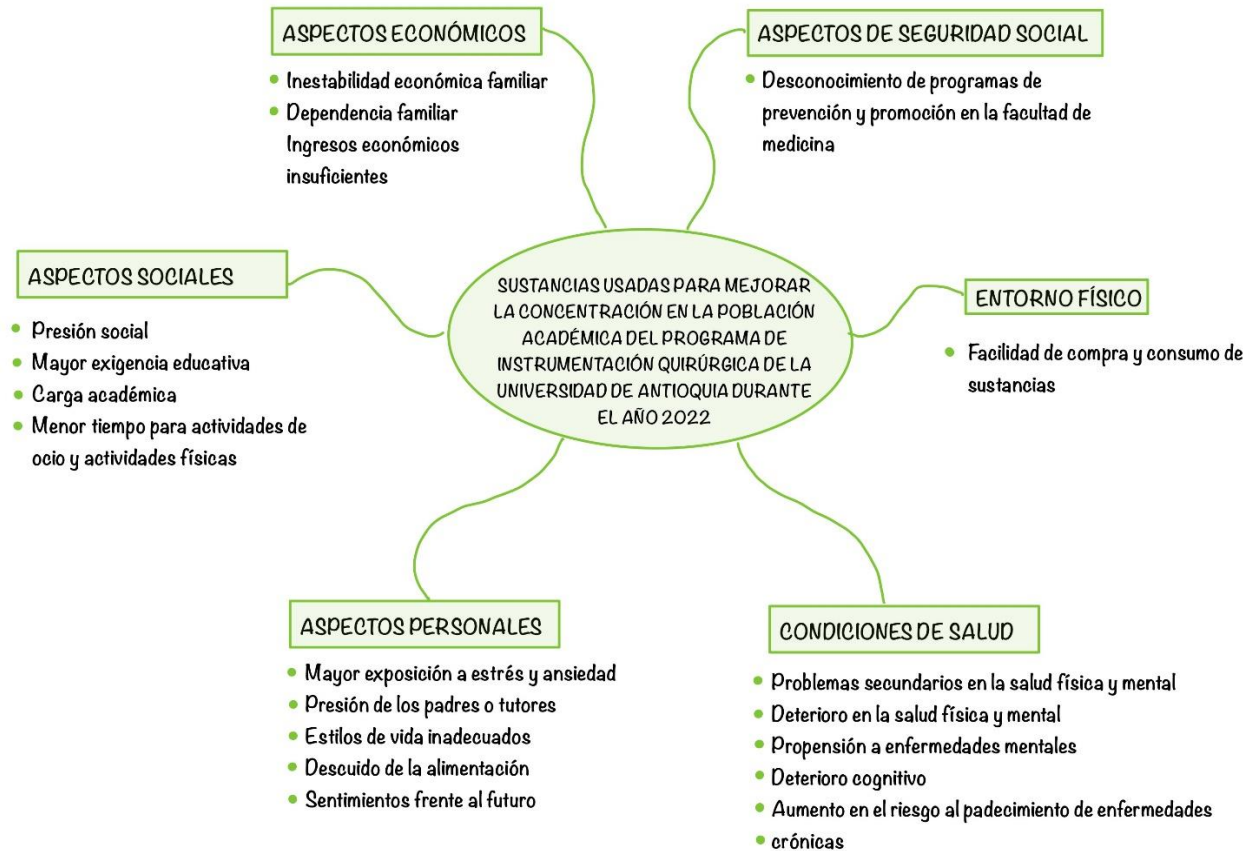 ASPECTOS ECONÓMICOS
• Inestabilidad económica familiar
• Dependencia familiar
Ingresos económicos
insuficientes
ASPECTOS DE SEGURIDAD SOCIAL
• Desconocimiento de programas de
prevención y promoción en la facultad de
medicina
ASPECTOS SOCIALES
• Presión social
• Mayor exigencia educativa
• Carga académica
• Menor tiempo para actividades de
ocio y actividades físicas
SUSTANCIAS USADAS PARA MEJORAR
LA CONCENTRACIÓN EN LA POBLACIÓN
ACADÉMICA DEL PROGRAMA DE
INSTRUMENTACIÓN QUIRÚRGICA DE LA
UNIVERSIDAD DE ANTIOQUIA DURANTE
EL AÑO 2022
ENTORNO FÍSICO
• Facilidad de compra y consumo de
sustancias
ASPECTOS PERSONALES
• Mayor exposición a estrés y ansiedad
• Presión de los padres o tutores
• Estilos de vida inadecuados
• Descuido de la alimentación
• Sentimientos frente al futuro
CONDICIONES DE SALUD
• Problemas secundarios en la salud física y mental
• Deterioro en la salud física y mental
• Propensión a enfermedades mentales
• Deterioro cognitivo
• Aumento en el riesgo al padecimiento de enfermedades
• crónicas